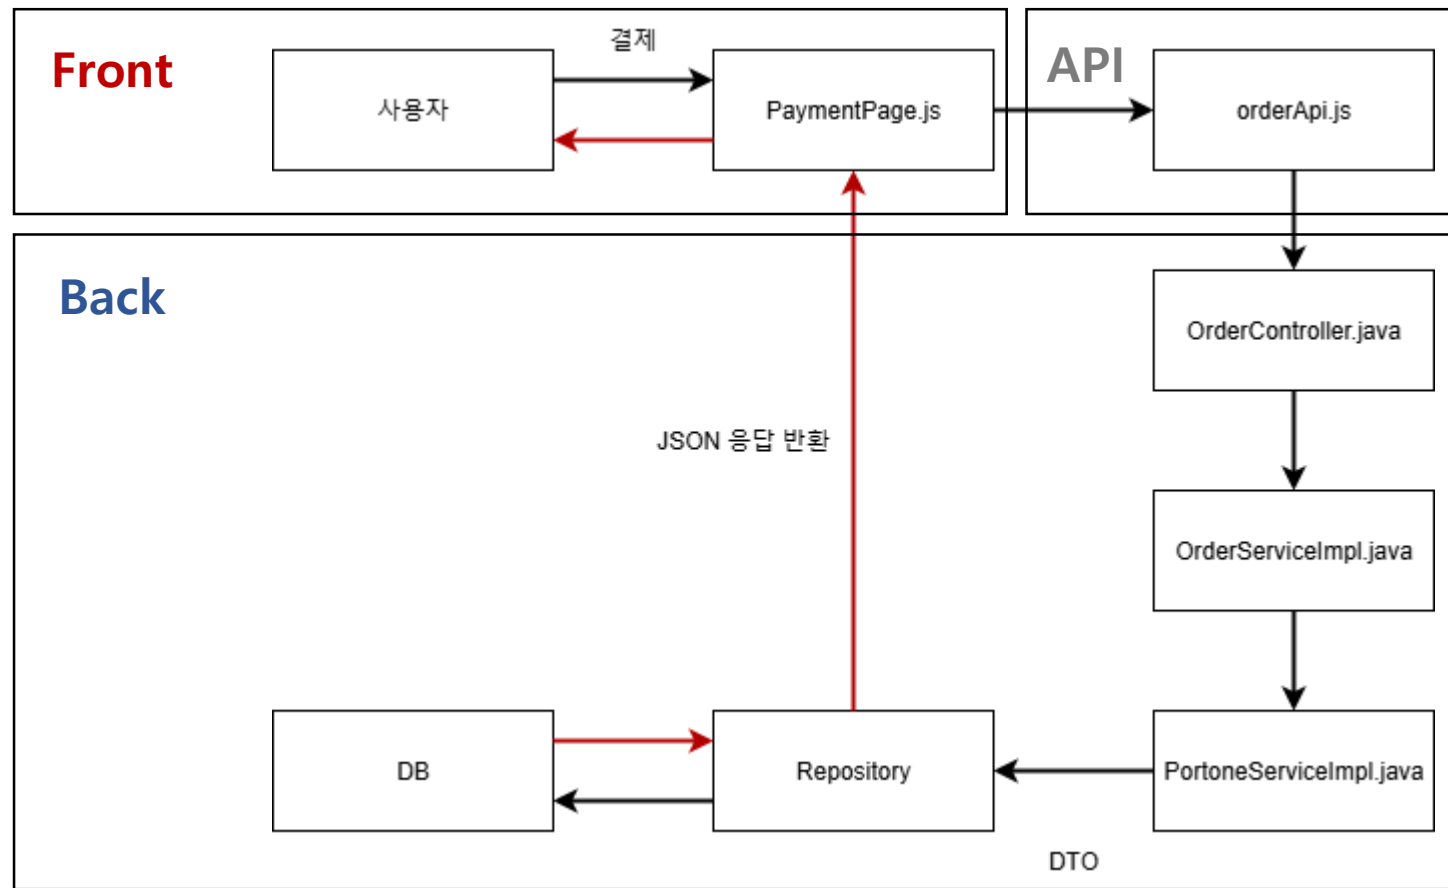 Front
결제
API
사용자
PaymentPage.js
orderApi.js
Back
OrderController.java
JSON 응답 반환
OrderServiceImpl.java
DB
Repository
PortoneServiceImpl.java
DTO